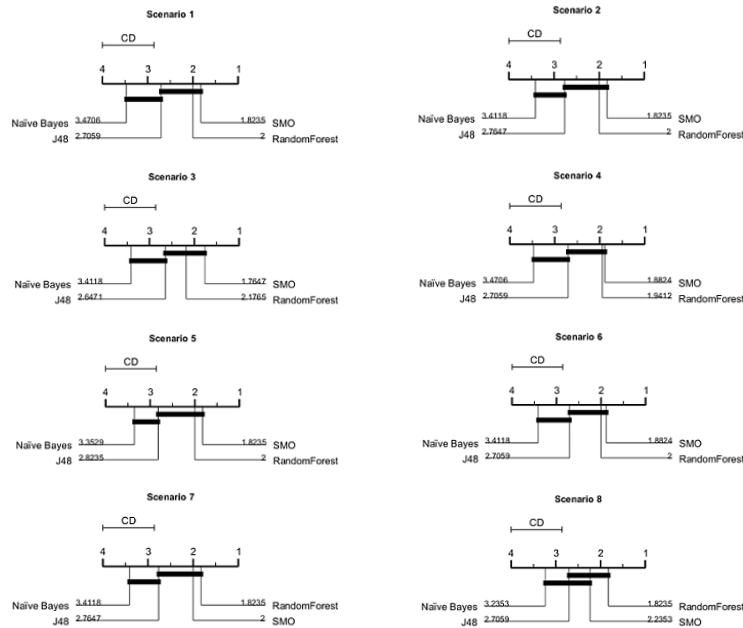 Scenario 1
CD
4 3 2 1
Naïve Bayes 3.4706 1.8235 SMO
J48 2.7059 2 RandomForest
Scenario 2
CD
4 3 2 1
Naïve Bayes 3.4118 1.8235 SMO
J48 2.7647 2 RandomForest
Scenario 3
CD
4 3 2 1
Naïve Bayes 3.4118 1.7647 SMO
J48 2.6471 2.1765 RandomForest
Scenario 4
CD
4 3 2 1
Naïve Bayes 3.4706 1.8824 SMO
J48 2.7059 1.9412 RandomForest
Scenario 5
CD
4 3 2 1
Naïve Bayes 3.3529 1.8235 SMO
J48 2.8235 2 RandomForest
Scenario 6
CD
4 3 2 1
Naïve Bayes 3.4118 1.8824 SMO
J48 2.7059 2 RandomForest
Scenario 7
CD
4 3 2 1
Naïve Bayes 3.4118 1.8235 RandomForest
J48 2.7647 2 SMO
Scenario 8
CD
4 3 2 1
Naïve Bayes 3.2353 1.8235 RandomForest
J48 2.7059 2.2353 SMO